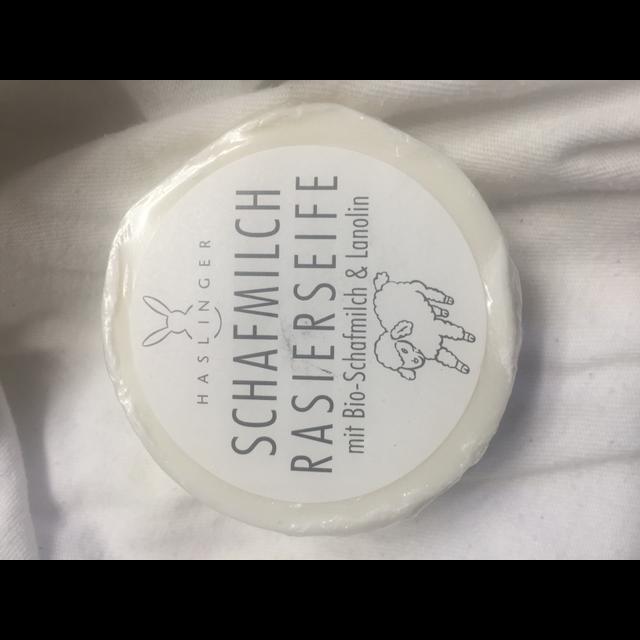 HASLINGER
SCHAFMILCH
RASIERSEIFE
mit Bio-Schafmilch & Lanolin